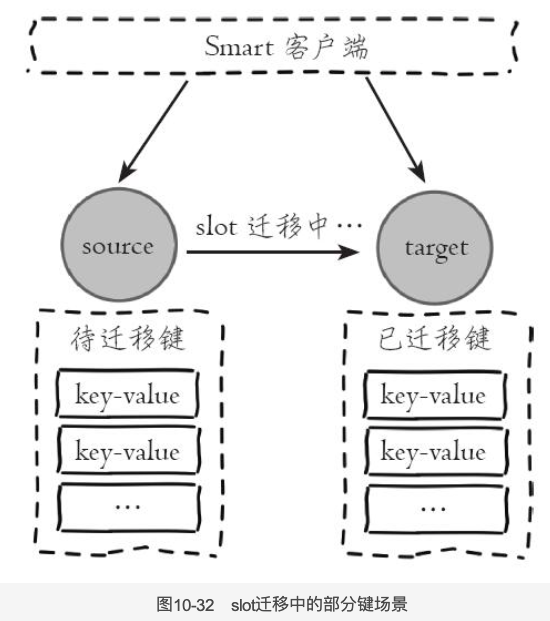 Smart 客户端
slot 迁移中…
source
target
待迁移键
已迁移键
key-value
key-value
key-value
key-value
…
…
图10-32 slot迁移中的部分键场景